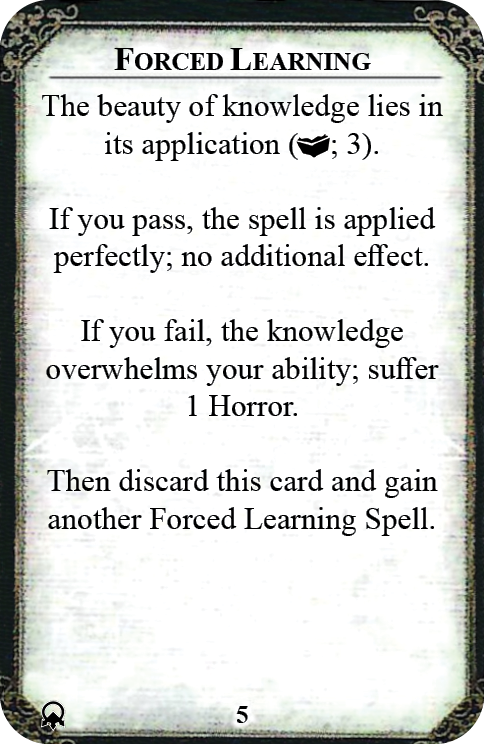 FORCED LEARNING
The beauty of knowledge lies in
its application (; 3).
If you pass, the spell is applied
perfectly; no additional effect.
If you fail, the knowledge
overwhelms your ability; suffer
1 Horror.
Then discard this card and gain
another Forced Learning Spell.
5